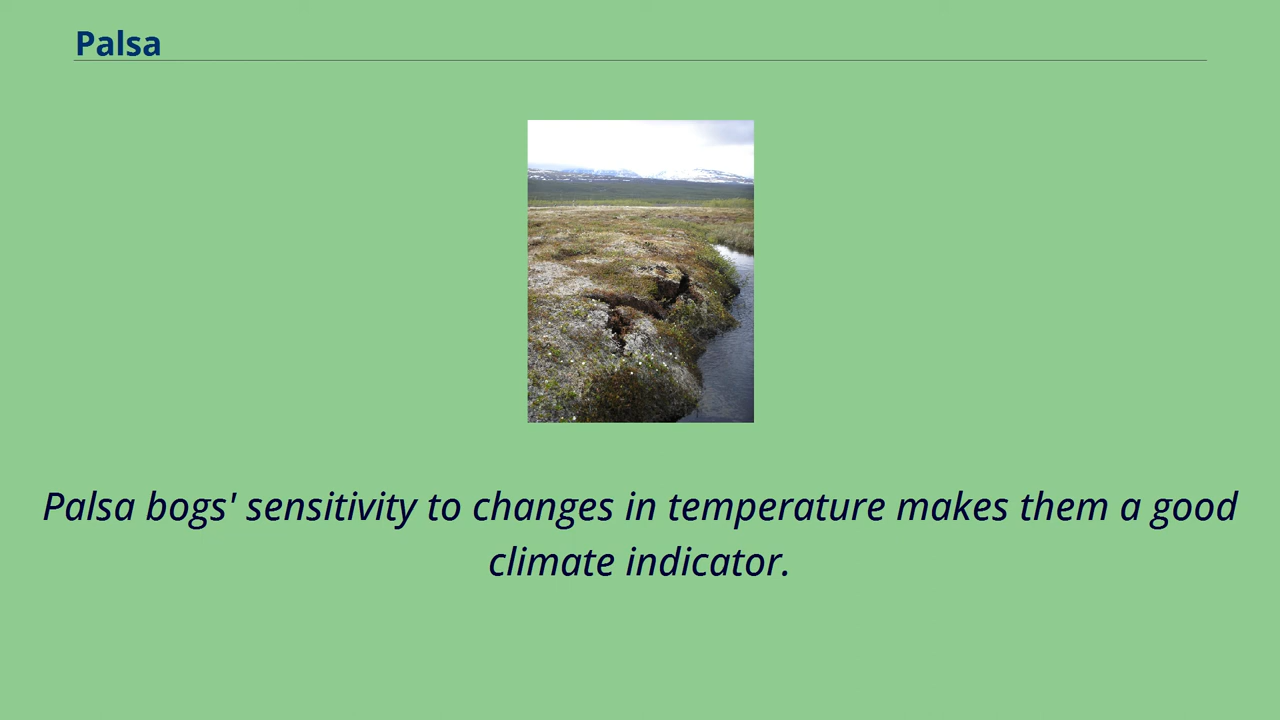 Palsa
Palsa bogs' sensitivity to changes in temperature makes them a good
climate indicator.